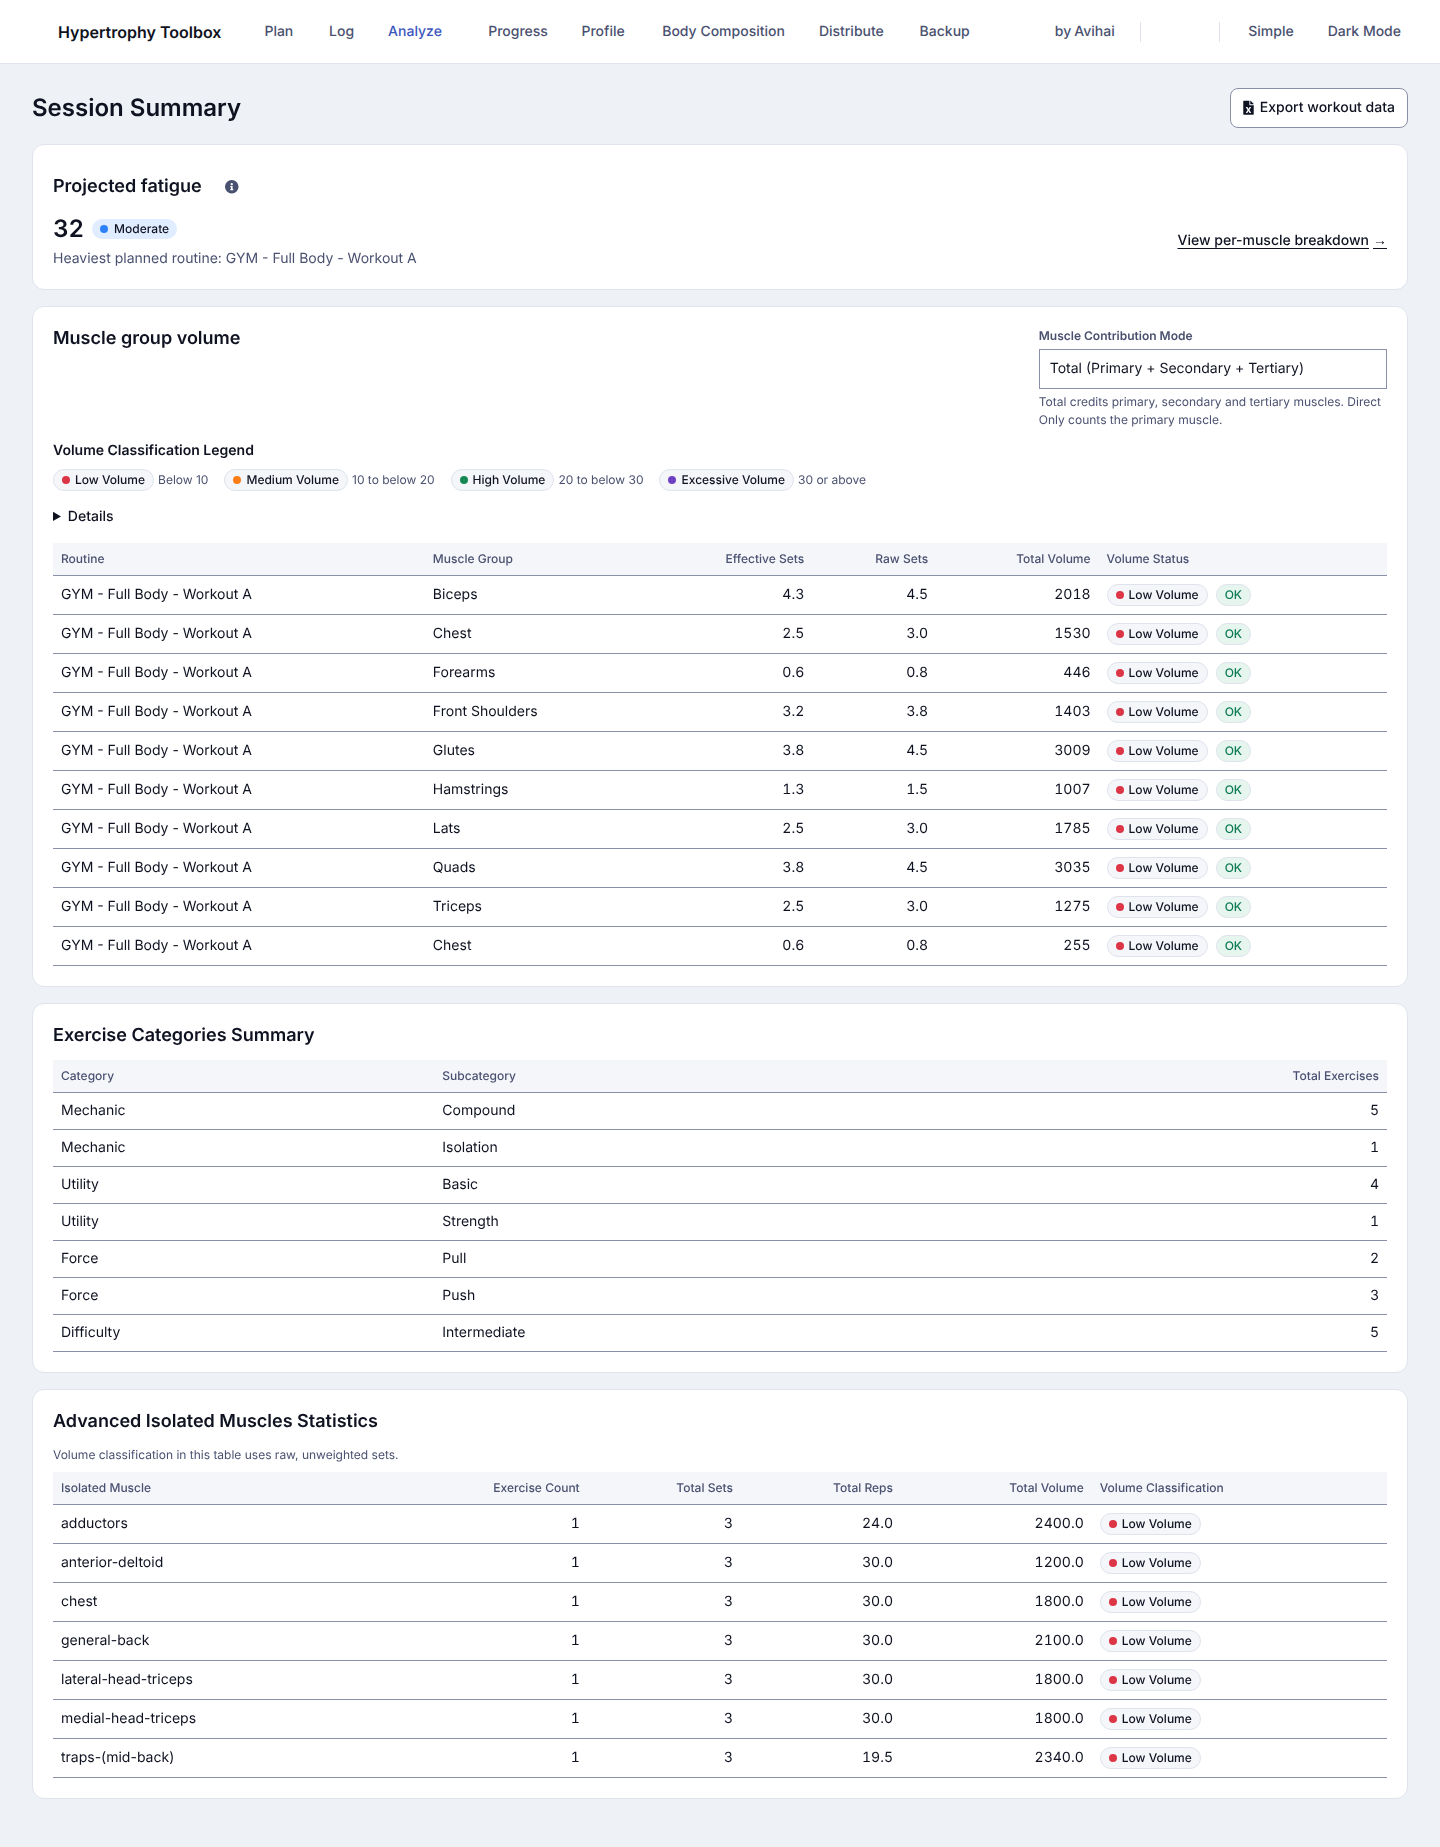 Hypertrophy Toolbox Plan Log Analyze Progress Profile Body Composition Distribute Backup by Avihai Simple Dark Mode
Session Summary Export workout data
Projected fatigue
32 Moderate
View per-muscle breakdown →
Heaviest planned routine: GYM - Full Body - Workout A
Muscle group volume
Muscle Contribution Mode
Total (Primary + Secondary + Tertiary)
Total credits primary, secondary and tertiary muscles. Direct
Only counts the primary muscle.
Volume Classification Legend
Low Volume Below 10 Medium Volume 10 to below 20 High Volume 20 to below 30 Excessive Volume 30 or above
Details
Routine Muscle Group Effective Sets Raw Sets Total Volume Volume Status
GYM - Full Body - Workout A Biceps 4.3 4.5 2018 Low Volume OK
GYM - Full Body - Workout A Chest 2.5 3.0 1530 Low Volume OK
GYM - Full Body - Workout A Forearms 0.6 0.8 446 Low Volume OK
GYM - Full Body - Workout A Front Shoulders 3.2 3.8 1403 Low Volume OK
GYM - Full Body - Workout A Glutes 3.8 4.5 3009 Low Volume OK
GYM - Full Body - Workout A Hamstrings 1.3 1.5 1007 Low Volume OK
GYM - Full Body - Workout A Lats 2.5 3.0 1785 Low Volume OK
GYM - Full Body - Workout A Quads 3.8 4.5 3035 Low Volume OK
GYM - Full Body - Workout A Triceps 2.5 3.0 1275 Low Volume OK
GYM - Full Body - Workout A Chest 0.6 0.8 255 Low Volume OK
Exercise Categories Summary
Category Subcategory Total Exercises
Mechanic Compound 5
Mechanic Isolation 1
Utility Basic 4
Utility Strength 1
Force Pull 2
Force Push 3
Difficulty Intermediate 5
Advanced Isolated Muscles Statistics
Volume classification in this table uses raw, unweighted sets.
Isolated Muscle Exercise Count Total Sets Total Reps Total Volume Volume Classification
adductors 1 3 24.0 2400.0 Low Volume
anterior-deltoid 1 3 30.0 1200.0 Low Volume
chest 1 3 30.0 1800.0 Low Volume
general-back 1 3 30.0 2100.0 Low Volume
lateral-head-triceps 1 3 30.0 1800.0 Low Volume
medial-head-triceps 1 3 30.0 1800.0 Low Volume
traps-(mid-back) 1 3 19.5 2340.0 Low Volume